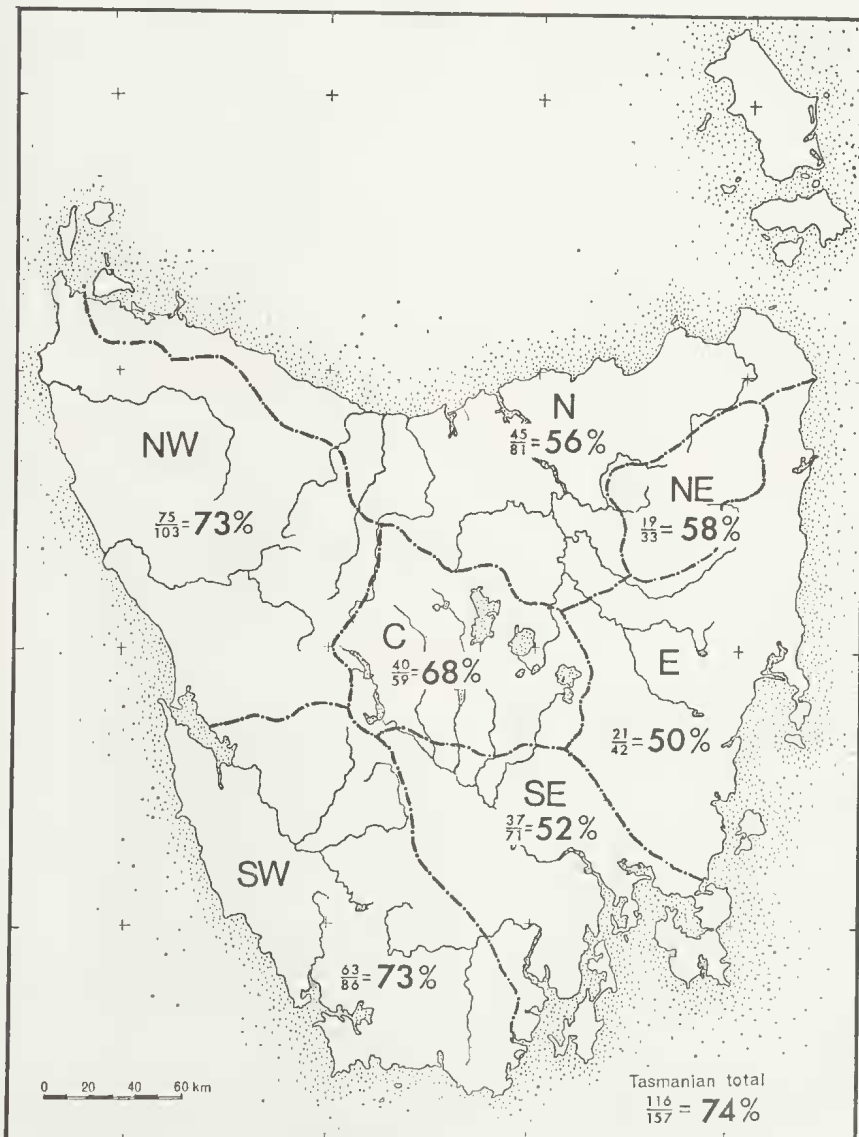 N
45/81 = 56%
NW
75/103 = 73%
NE
19/33 = 58%
C
40/59 = 68%
E
21/42 = 50%
SE
37/71 = 52%
SW
63/86 = 73%
0 20 40 60 km
Tasmanian total
116/157 = 74%